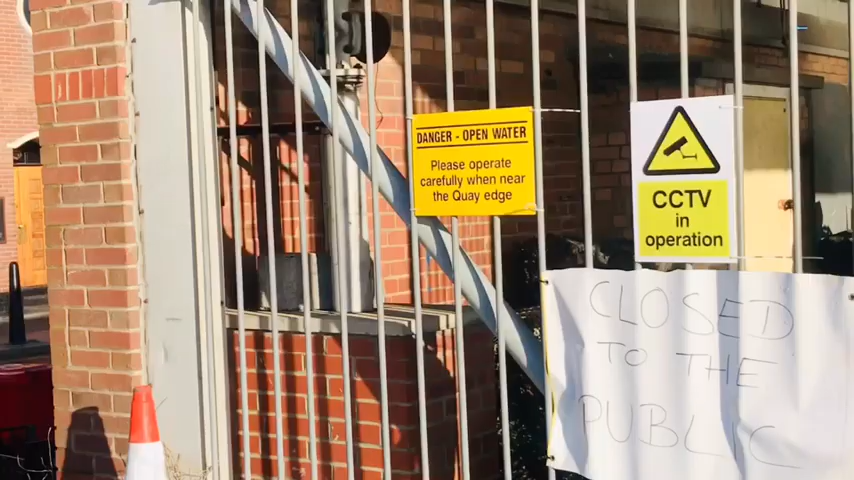 DANGER - OPEN WATER
Please operate
carefully when near
the Quay edge
CCTV
in
operation
CLOSED
TO THE
PUBLIC